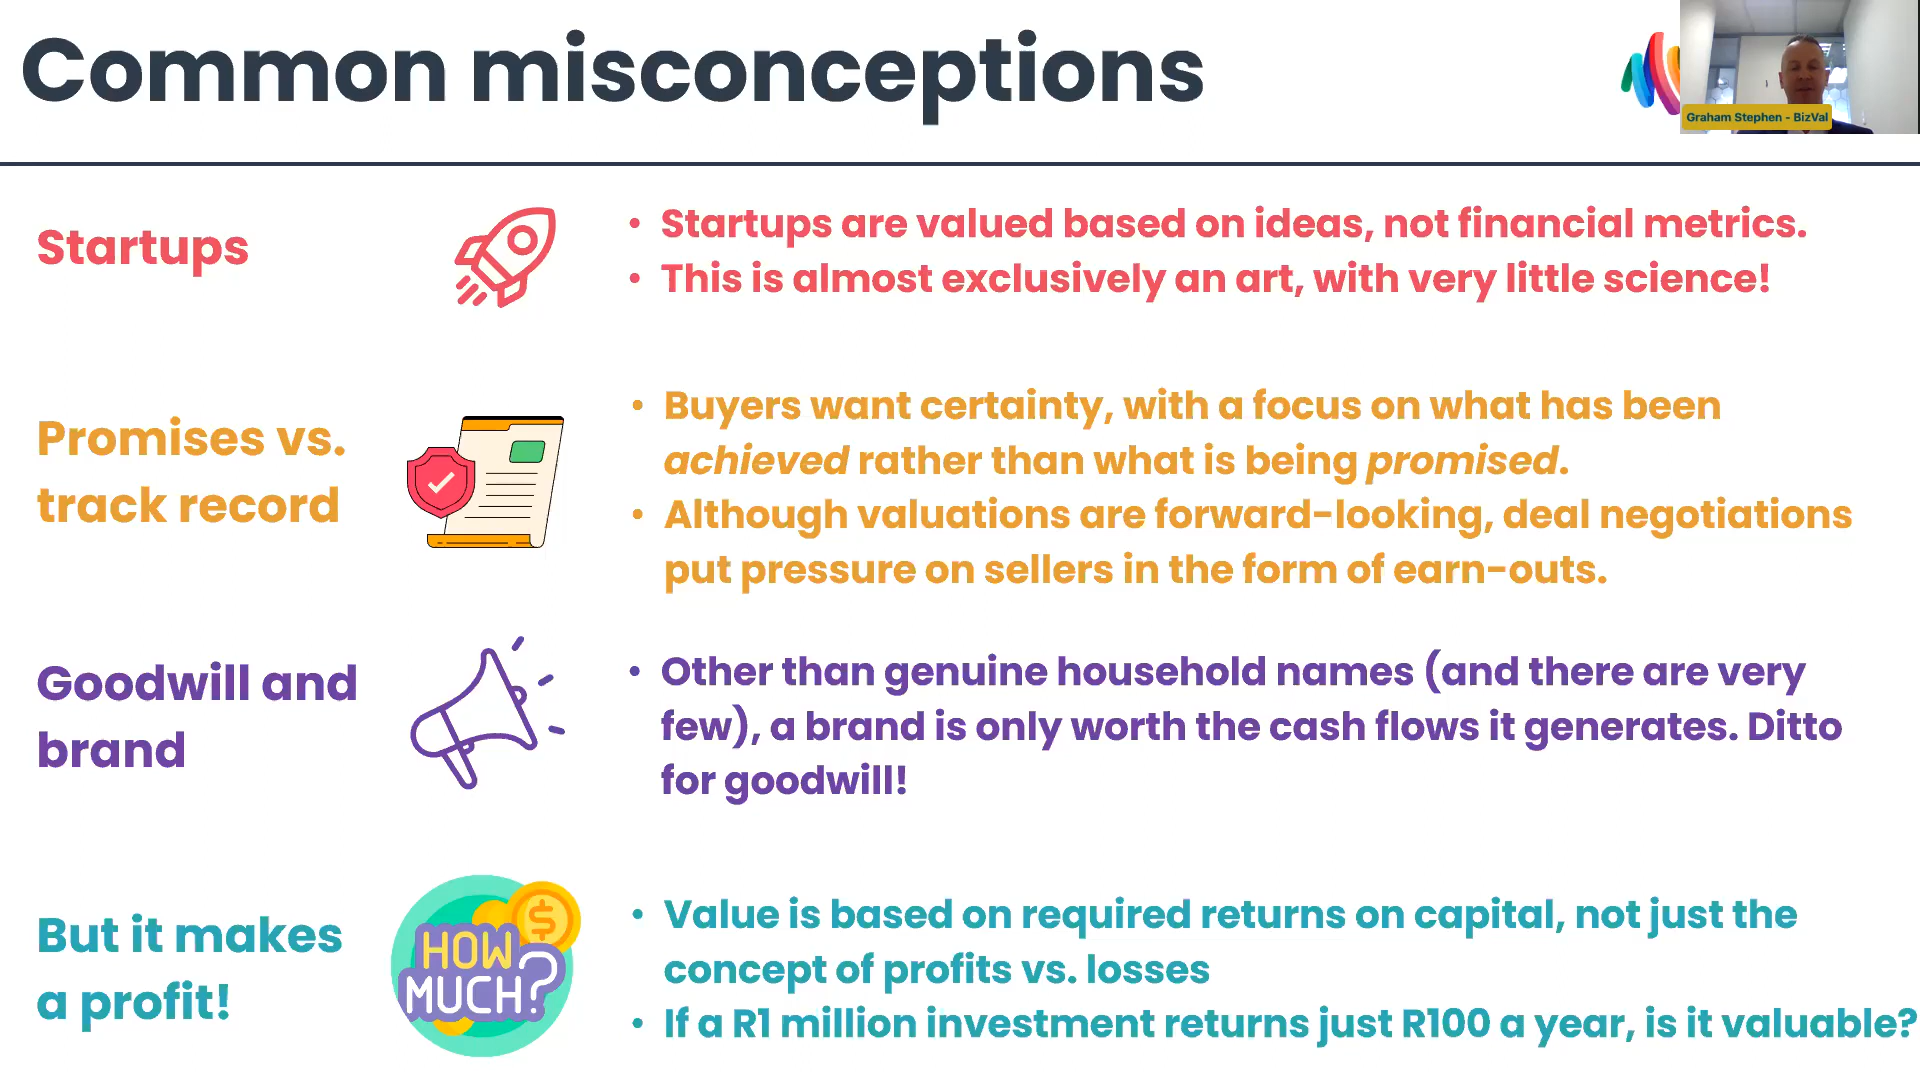 Common misconceptions
Graham Stephen - BizVal
Startups
• Startups are valued based on ideas, not financial metrics.
• This is almost exclusively an art, with very little science!
Promises vs.
track record
• Buyers want certainty, with a focus on what has been
achieved rather than what is being promised.
• Although valuations are forward-looking, deal negotiations
put pressure on sellers in the form of earn-outs.
Goodwill and
brand
• Other than genuine household names (and there are very
few), a brand is only worth the cash flows it generates. Ditto
for goodwill!
But it makes
a profit!
$
HOW
MUCH?
• Value is based on required returns on capital, not just the
concept of profits vs. losses
• If a R1 million investment returns just R100 a year, is it valuable?